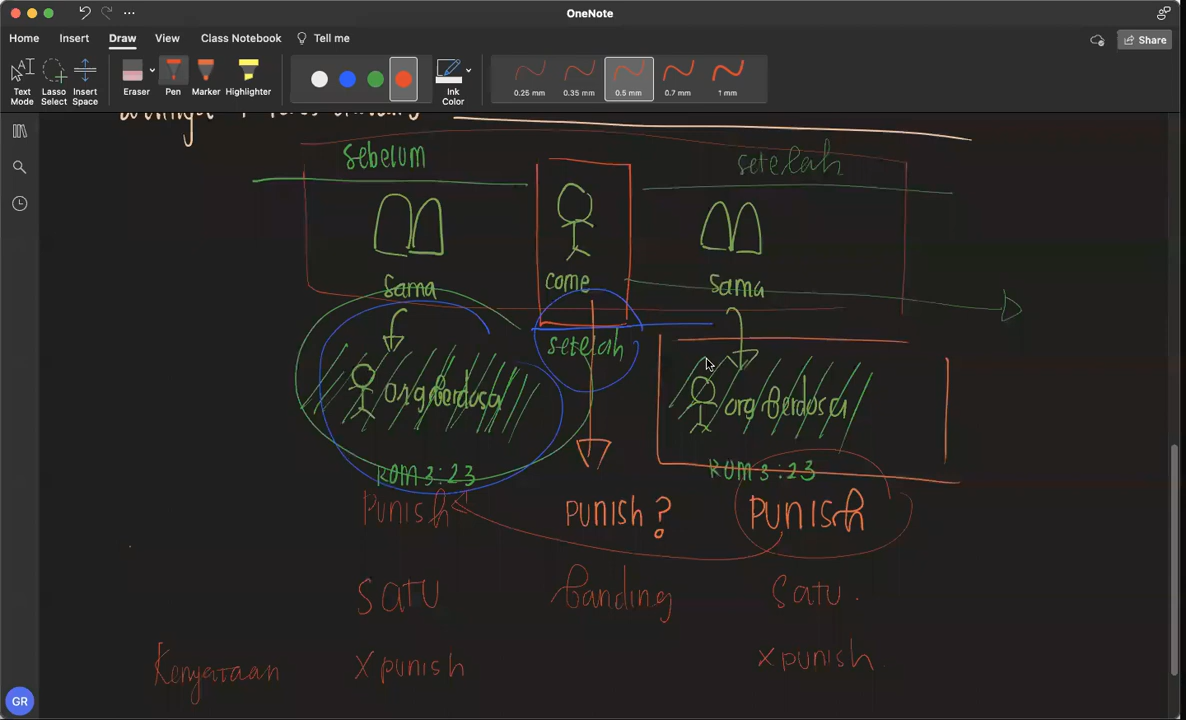 OneNote
Home Insert Draw View Class Notebook Tell me Share
Text Mode
Lasso Select
Insert Space
Eraser
Pen
Marker
Highlighter
Ink Color
0.25 mm 0.35 mm 0.5 mm 0.7 mm 1 mm
sebelum setelah
sama come sama
setelah
org berdosa org berdosa
ROM 3:23 ROM 3:23
Punish PUNISH ? PUNISH
SATU banding Satu.
Kenyataan X punish X punish
GR